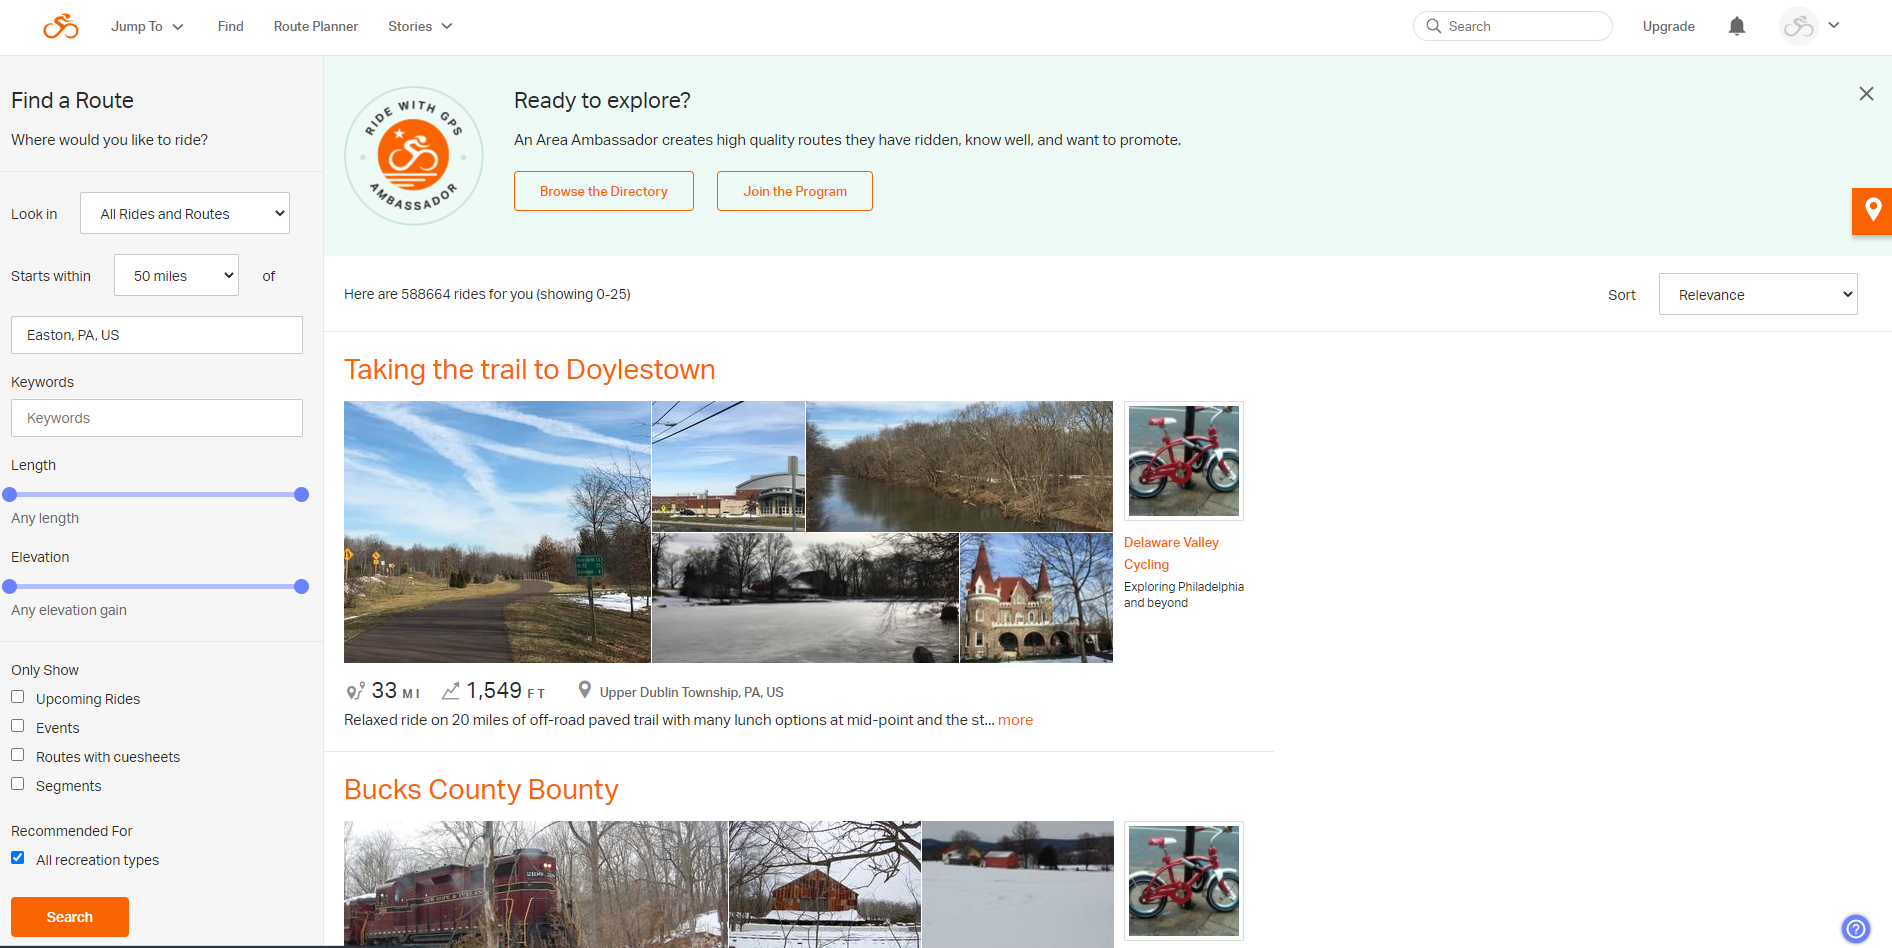 Jump To
Find
Route Planner
Stories
Search
Upgrade
Find a Route
Where would you like to ride?
Look in
All Rides and Routes
Starts within
50 miles
of
Easton, PA, US
Keywords
Keywords
Length
Any length
Elevation
Any elevation gain
Only Show
Upcoming Rides
Events
Routes with cuesheets
Segments
Recommended For
All recreation types
Search
RIDE WITH GPS
AMBASSADOR
Ready to explore?
An Area Ambassador creates high quality routes they have ridden, know well, and want to promote.
Browse the Directory
Join the Program
Here are 588664 rides for you (showing 0-25)
Sort
Relevance
Taking the trail to Doylestown
Delaware Valley
Cycling
Exploring Philadelphia
and beyond
33 MI
1,549 FT
Upper Dublin Township, PA, US
Relaxed ride on 20 miles of off-road paved trail with many lunch options at mid-point and the st... more
Bucks County Bounty